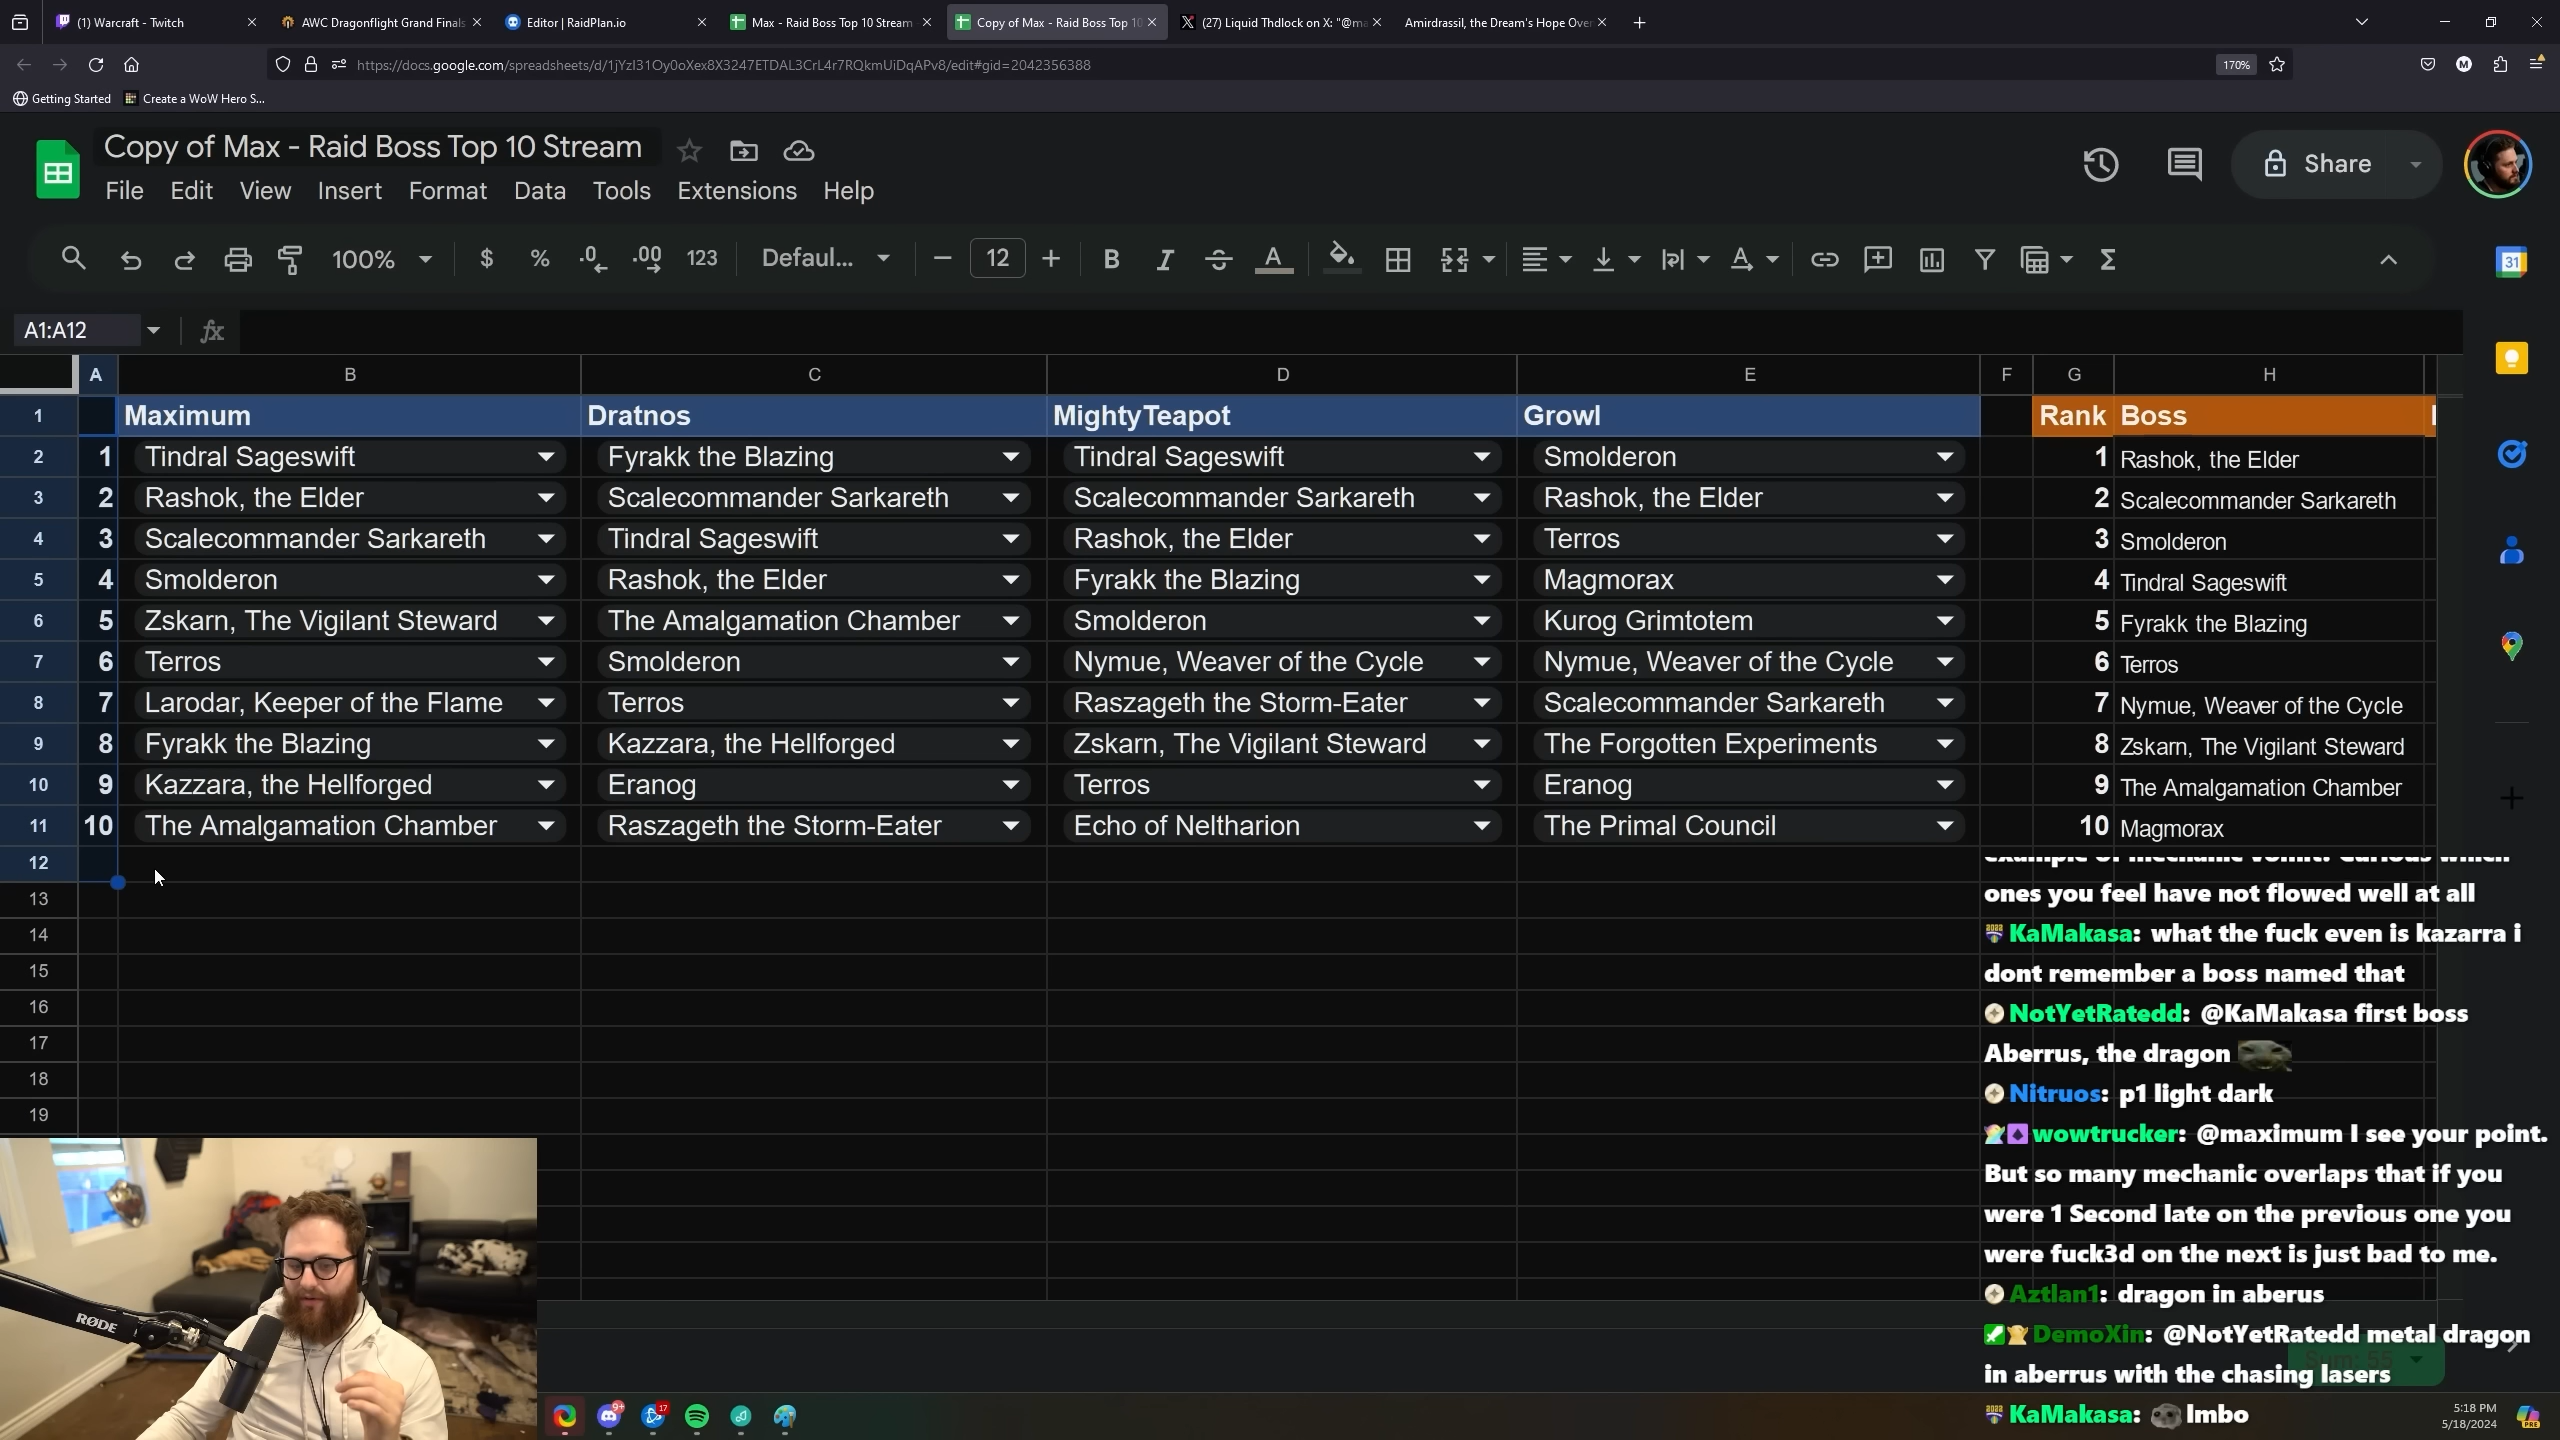 (1) Warcraft - Twitch
AWC Dragonflight Grand Finals
Editor | RaidPlan.io
Max - Raid Boss Top 10 Stream
Copy of Max - Raid Boss Top 10
(27) Liquid Thdlock on X: "@ma
Amirdrassil, the Dream's Hope Over
https://docs.google.com/spreadsheets/d/1jYzI31Oy0oXex8X3247ETDAL3CrL4r7RQkmUiDqAPv8/edit#gid=2042356388
170%
Getting Started
Create a WoW Hero S...
Copy of Max - Raid Boss Top 10 Stream
File Edit View Insert Format Data Tools Extensions Help
Share
100% $ % .0 .00 123 Defaul... 12 B I S A A Σ
31
A1:A12
fx
A B C D E F G H
1 Maximum Dratnos MightyTeapot Growl Rank Boss
2 1 Tindral Sageswift Fyrakk the Blazing Tindral Sageswift Smolderon 1 Rashok, the Elder
3 2 Rashok, the Elder Scalecommander Sarkareth Scalecommander Sarkareth Rashok, the Elder 2 Scalecommander Sarkareth
4 3 Scalecommander Sarkareth Tindral Sageswift Rashok, the Elder Terros 3 Smolderon
5 4 Smolderon Rashok, the Elder Fyrakk the Blazing Magmorax 4 Tindral Sageswift
6 5 Zskarn, The Vigilant Steward The Amalgamation Chamber Smolderon Kurog Grimtotem 5 Fyrakk the Blazing
7 6 Terros Smolderon Nymue, Weaver of the Cycle Nymue, Weaver of the Cycle 6 Terros
8 7 Larodar, Keeper of the Flame Terros Raszageth the Storm-Eater Scalecommander Sarkareth 7 Nymue, Weaver of the Cycle
9 8 Fyrakk the Blazing Kazzara, the Hellforged Zskarn, The Vigilant Steward The Forgotten Experiments 8 Zskarn, The Vigilant Steward
10 9 Kazzara, the Hellforged Eranog Terros Eranog 9 The Amalgamation Chamber
11 10 The Amalgamation Chamber Raszageth the Storm-Eater Echo of Neltharion The Primal Council 10 Magmorax
12
13
14
15
16
17
18
19
example of mechanic vomit? Curious which
ones you feel have not flowed well at all
KaMakasa: what the fuck even is kazarra i
dont remember a boss named that
NotYetRatedd: @KaMakasa first boss
Aberrus, the dragon
Nitruos: p1 light dark
wowtrucker: @maximum I see your point.
But so many mechanic overlaps that if you
were 1 Second late on the previous one you
were fuck3d on the next is just bad to me.
Aztlan1: dragon in aberus
DemoXin: @NotYetRatedd metal dragon
in aberrus with the chasing lasers
KaMakasa: lmbo
Sum: 55
RØDE
9+
17
5:18 PM
5/18/2024
PRE